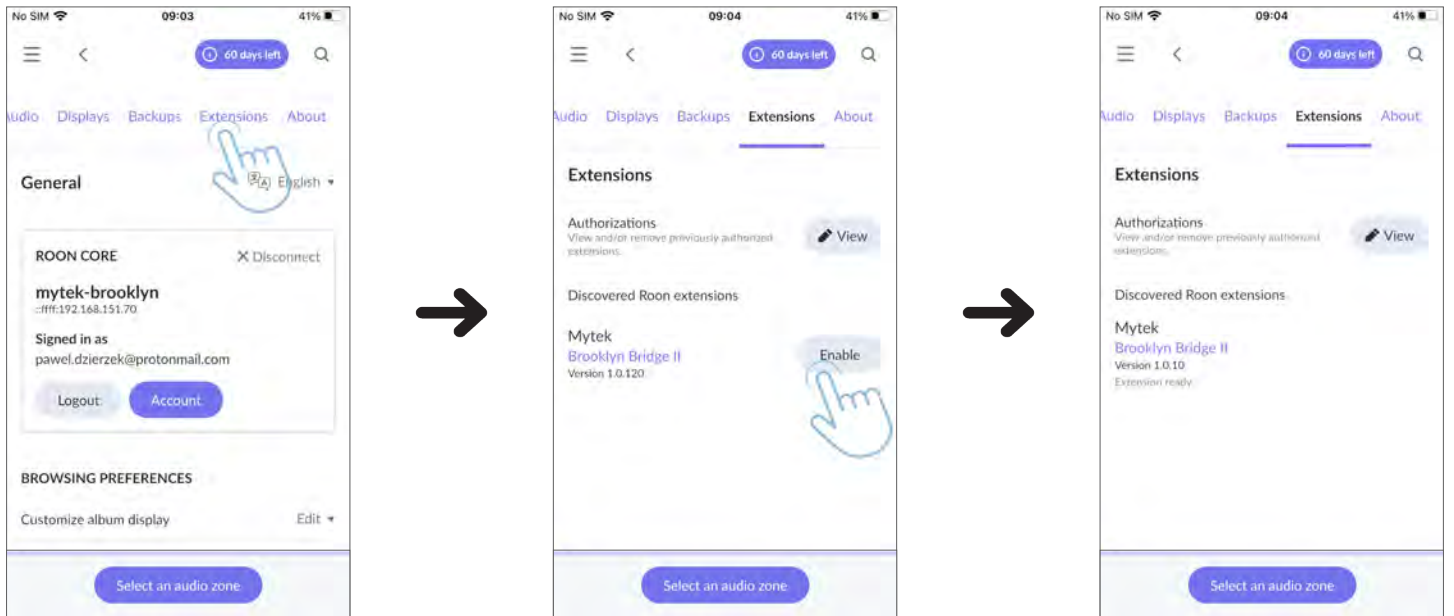 No SIM 09:03 41%
60 days left
Audio Displays Backups Extensions About
General
English
ROON CORE
Disconnect
mytek-brooklyn
::ffff:192.168.151.70
Signed in as
pawel.dzierzek@protonmail.com
Logout
Account
BROWSING PREFERENCES
Customize album display
Edit
Select an audio zone
No SIM 09:04 41%
60 days left
Audio Displays Backups Extensions About
Extensions
Authorizations
View and/or remove previously authorized
extensions.
View
Discovered Roon extensions
Mytek
Brooklyn Bridge II
Version 1.0.120
Enable
Select an audio zone
No SIM 09:04 41%
60 days left
Audio Displays Backups Extensions About
Extensions
Authorizations
View and/or remove previously authorized
extensions.
View
Discovered Roon extensions
Mytek
Brooklyn Bridge II
Version 1.0.10
Extension ready
Select an audio zone